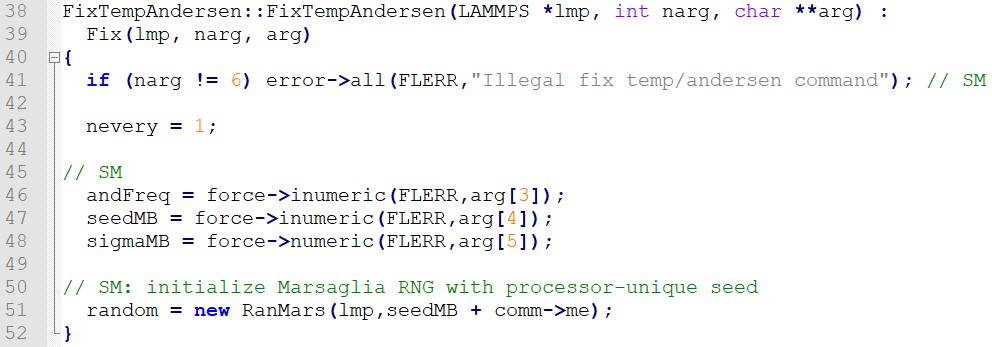 38 FixTempAndersen::FixTempAndersen(LAMMPS *lmp, int narg, char **arg) :
39   Fix(lmp, narg, arg)
40 {
41   if (narg != 6) error->all(FLERR,"Illegal fix temp/andersen command"); // SM
42
43   nevery = 1;
44
45 // SM
46   andFreq = force->inumeric(FLERR,arg[3]);
47   seedMB = force->inumeric(FLERR,arg[4]);
48   sigmaMB = force->numeric(FLERR,arg[5]);
49
50 // SM: initialize Marsaglia RNG with processor-unique seed
51   random = new RanMars(lmp,seedMB + comm->me);
52 }